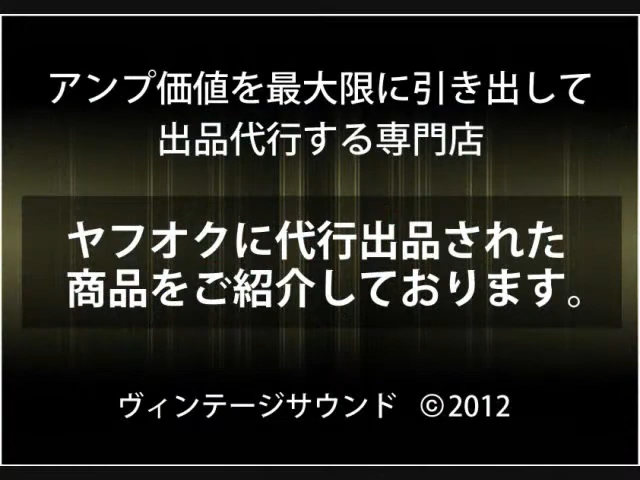 アンプ価値を最大限に引き出して
出品代行する専門店
ヤフオクに代行出品された
商品をご紹介しております。
ヴィンテージサウンド ©2012